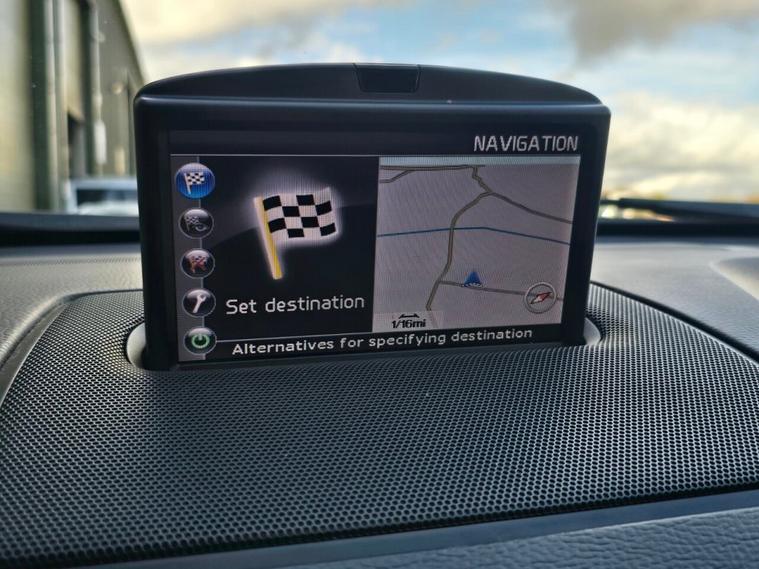 NAVIGATION
Set destination
1/16mi
Alternatives for specifying destination